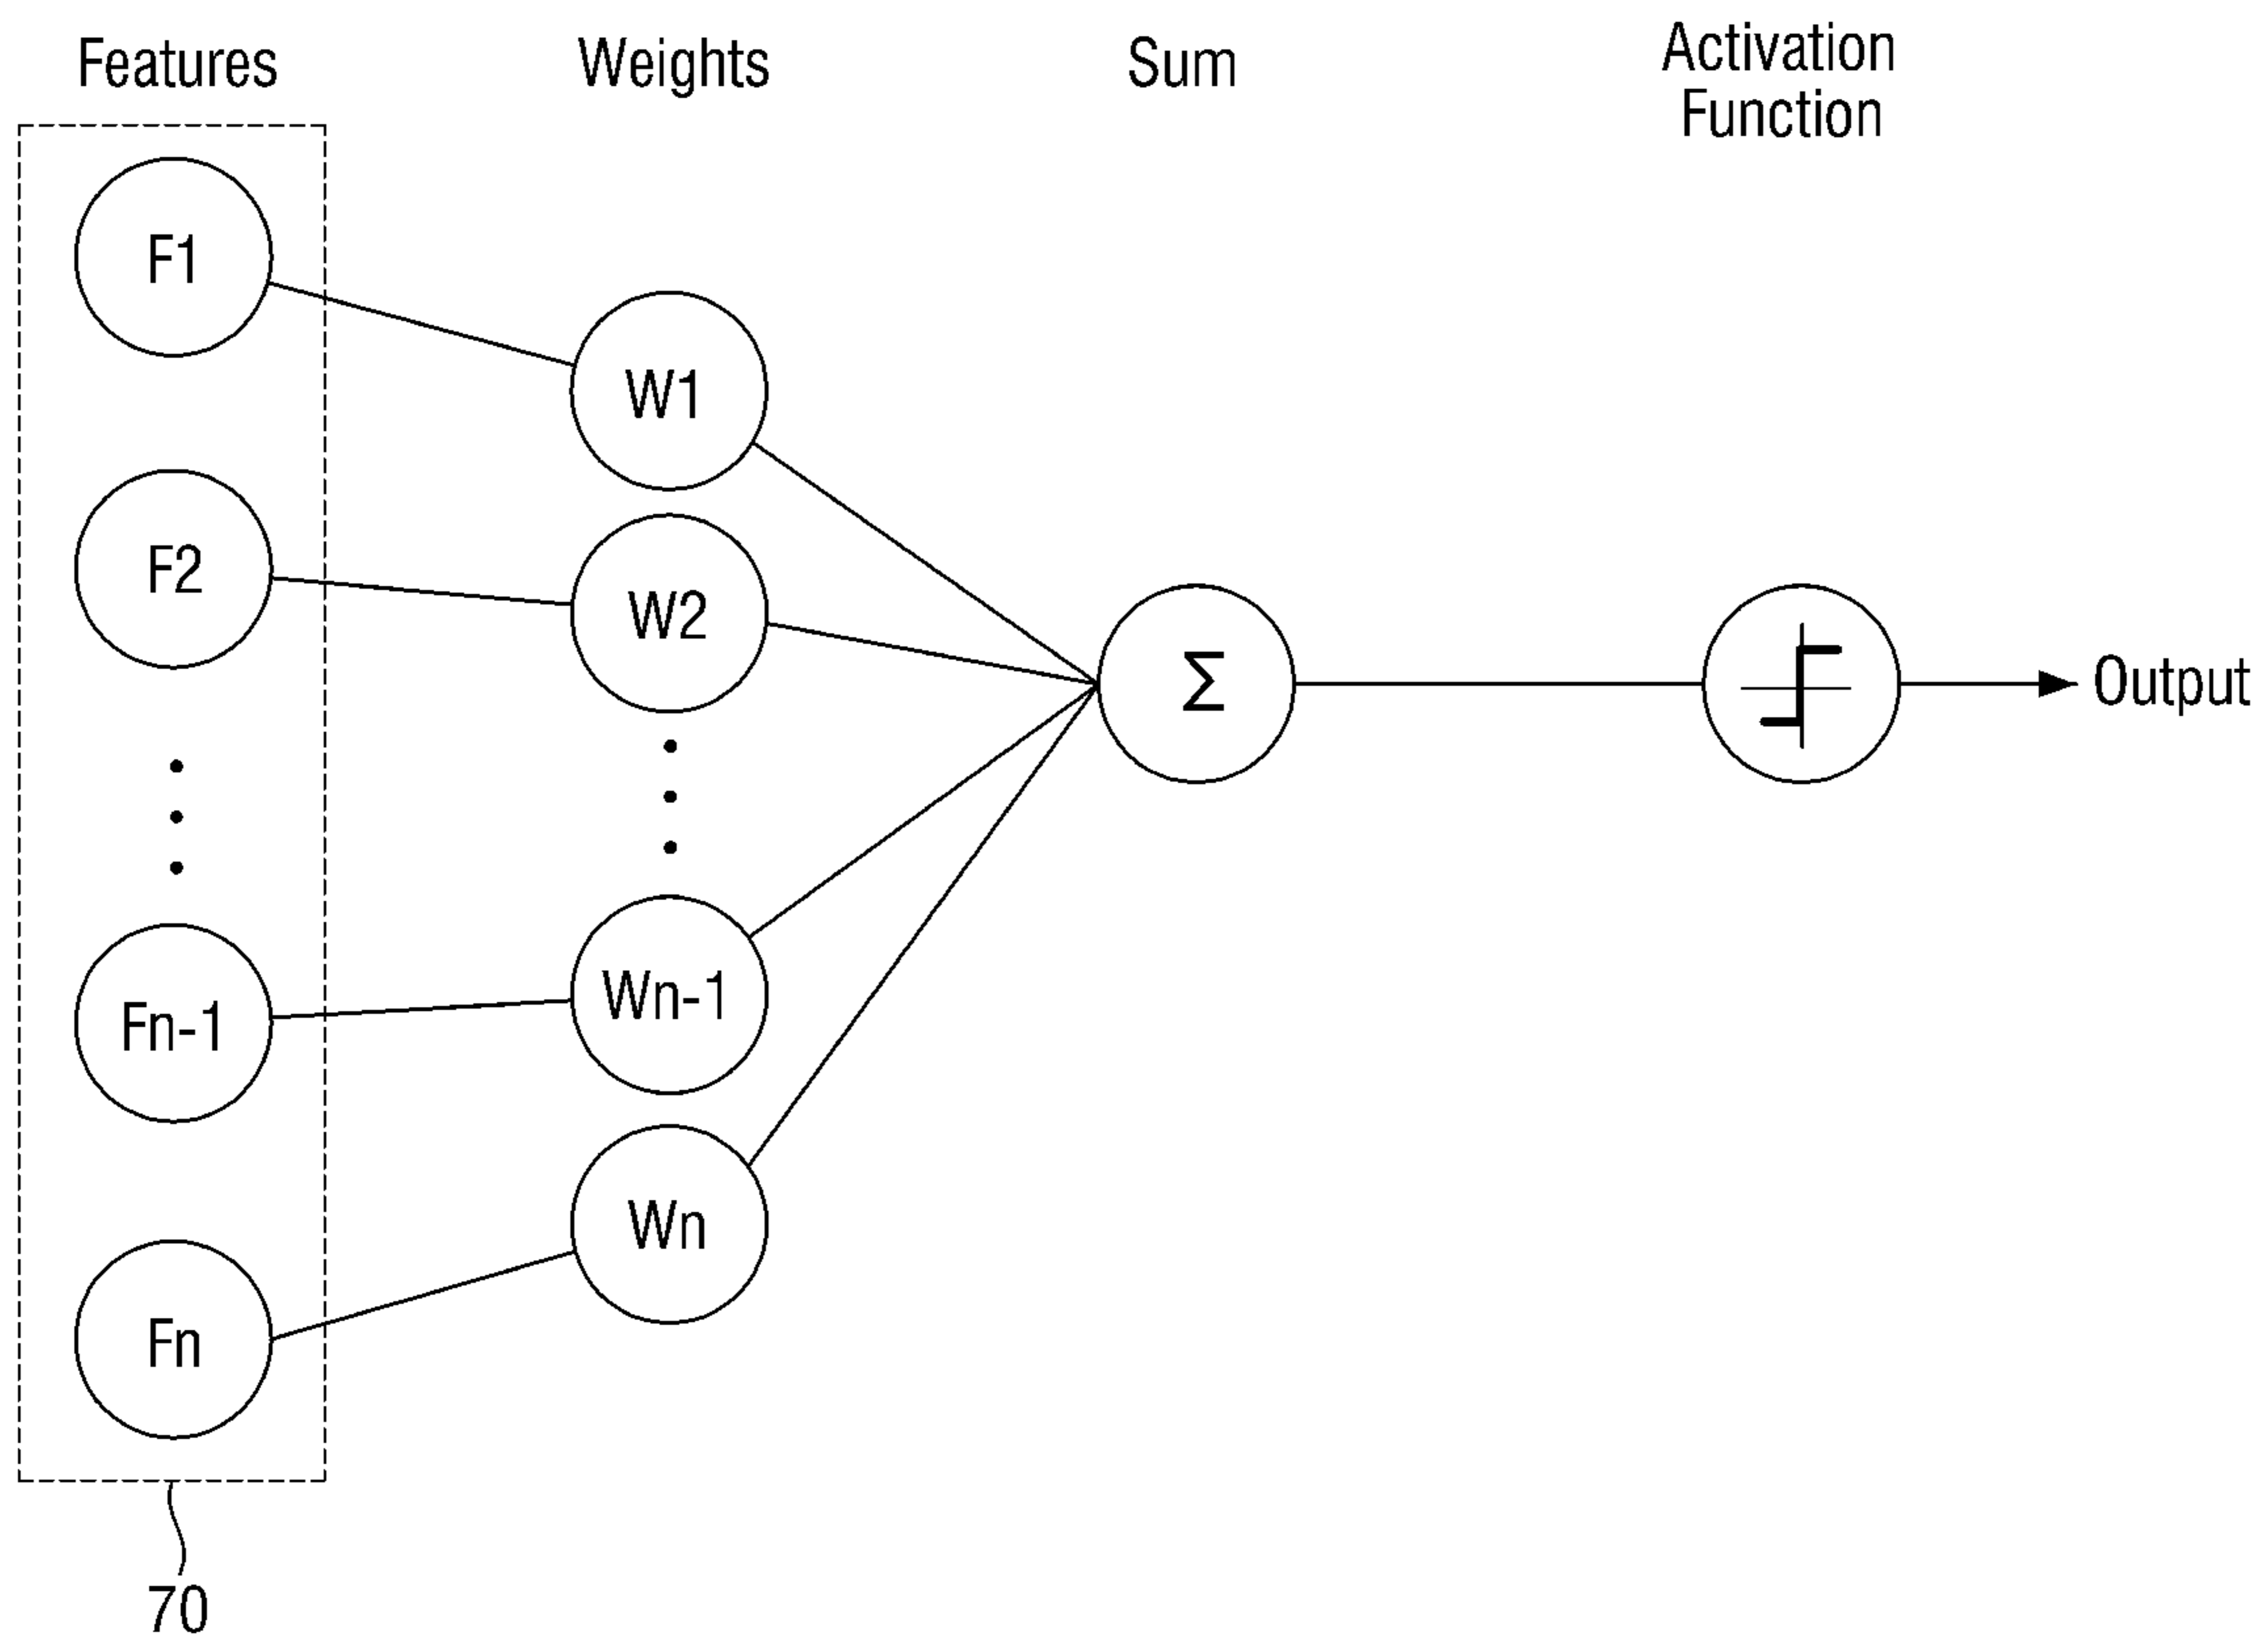 Features
Weights
Sum
Activation
Function
F1
W1
F2
W2
Σ
Output
Fn-1
Wn-1
Wn
Fn
70